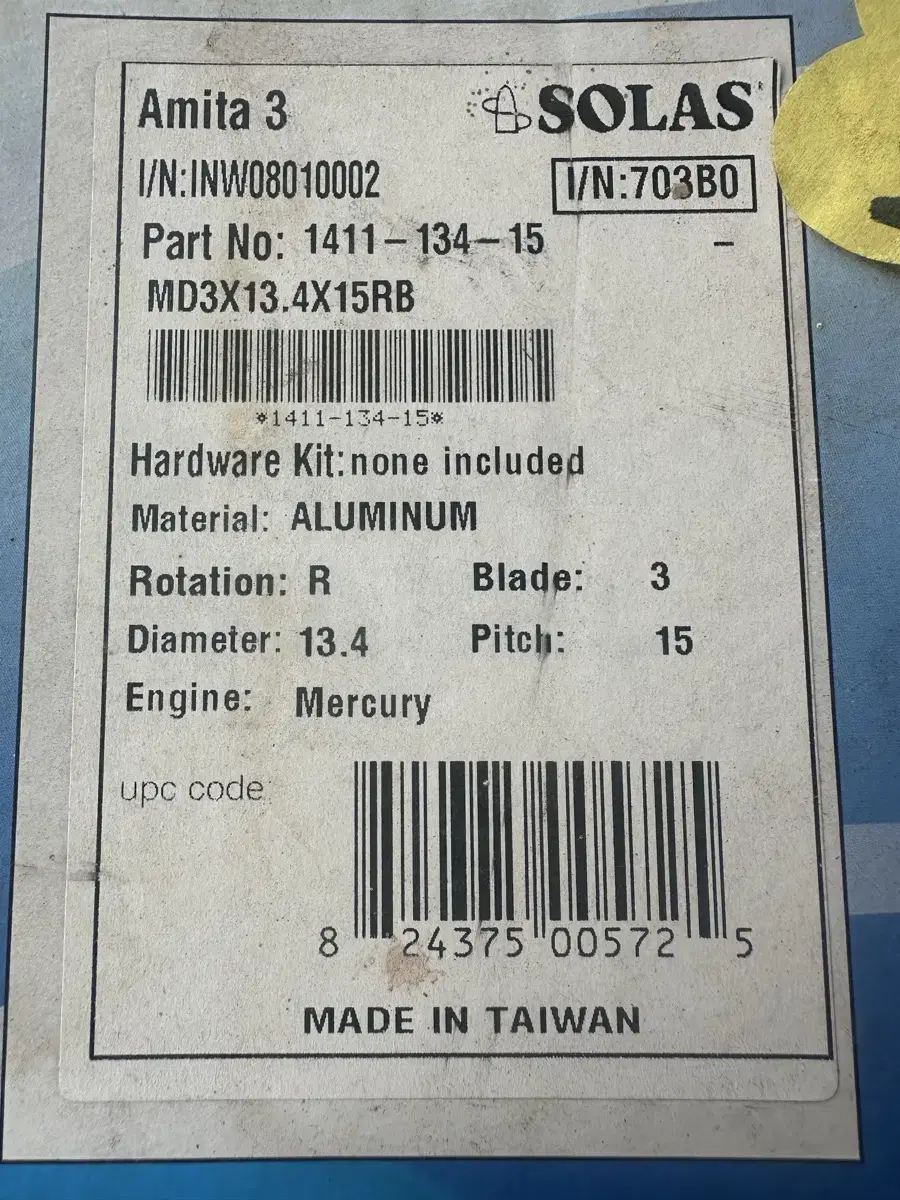 Amita 3
SOLAS
I/N:INW08010002
I/N:703B0
Part No: 1411-134-15 -
MD3X13.4X15RB
*1411-134-15*
Hardware Kit:none included
Material: ALUMINUM
Rotation: R Blade: 3
Diameter: 13.4 Pitch: 15
Engine: Mercury
upc code:
8 24375 00572 5
MADE IN TAIWAN